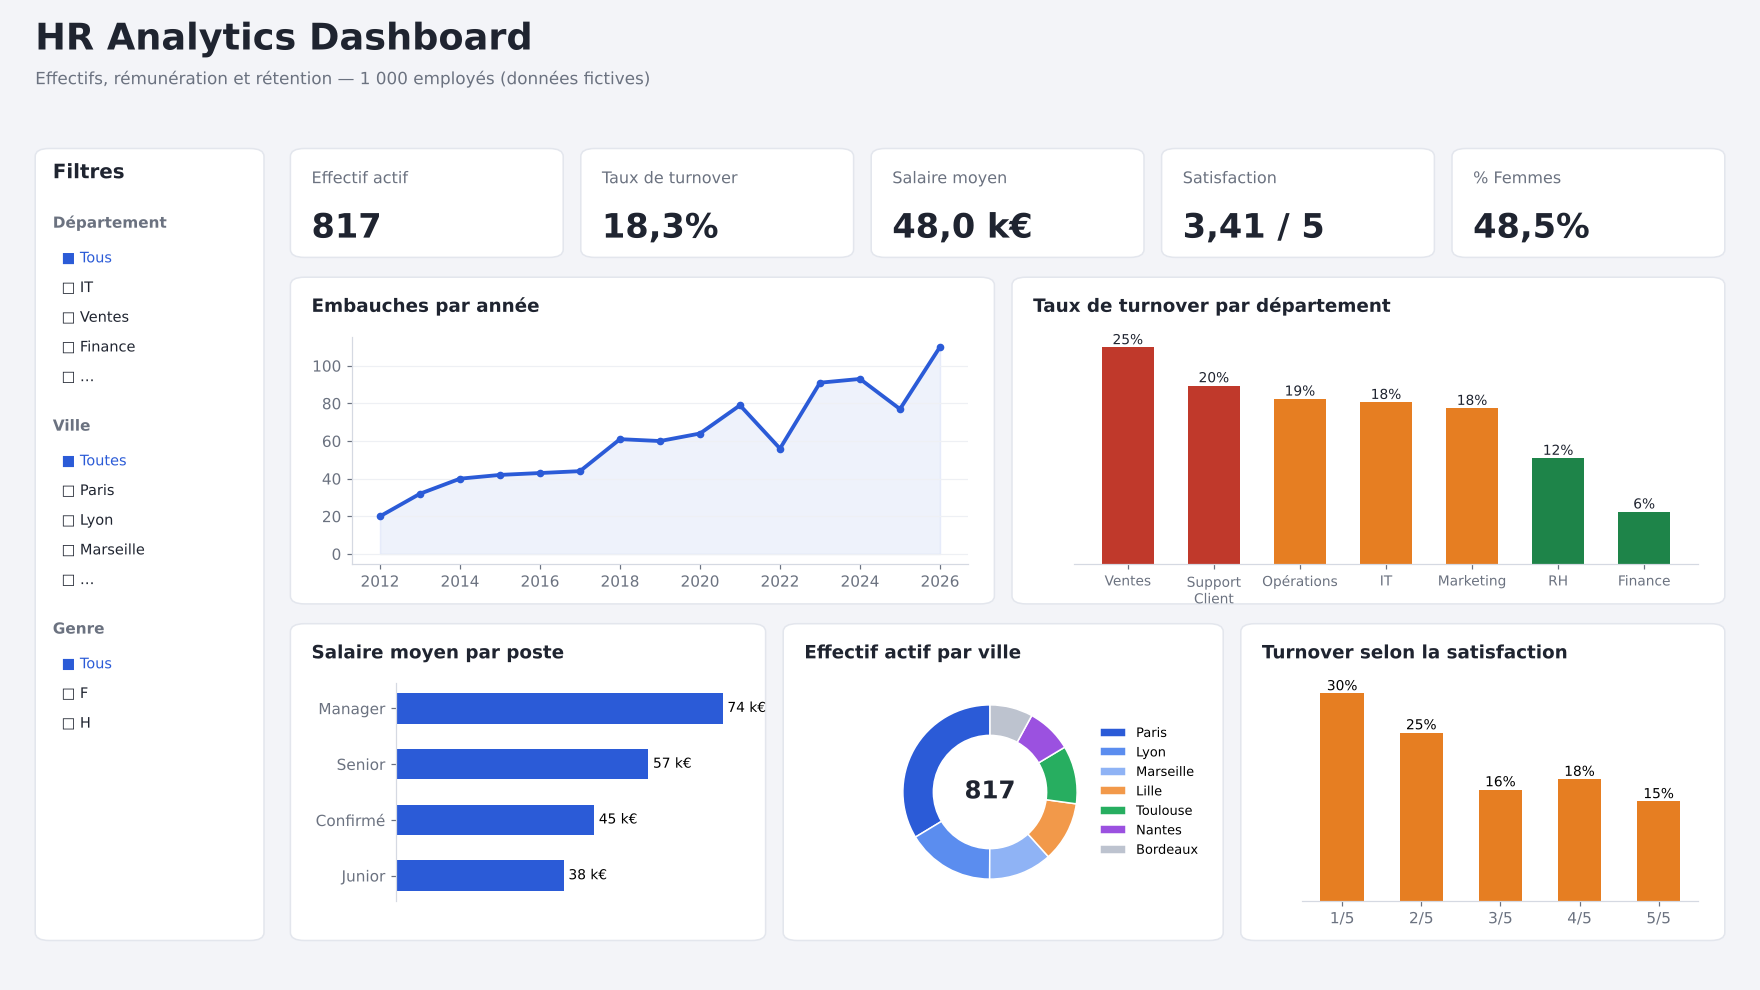 HR Analytics Dashboard
Effectifs, rémunération et rétention — 1 000 employés (données fictives)
Filtres
Département
Tous
IT
Ventes
Finance
...
Ville
Toutes
Paris
Lyon
Marseille
...
Genre
Tous
F
H
Effectif actif
817
Taux de turnover
18,3%
Salaire moyen
48,0 k€
Satisfaction
3,41 / 5
% Femmes
48,5%
Embauches par année
100
80
60
40
20
0
2012 2014 2016 2018 2020 2022 2024 2026
Taux de turnover par département
25% 20% 19% 18% 18% 12% 6%
Ventes Support Opérations IT Marketing RH Finance
Client
Salaire moyen par poste
Manager 74 k€
Senior 57 k€
Confirmé 45 k€
Junior 38 k€
Effectif actif par ville
817
Paris
Lyon
Marseille
Lille
Toulouse
Nantes
Bordeaux
Turnover selon la satisfaction
30% 25% 16% 18% 15%
1/5 2/5 3/5 4/5 5/5